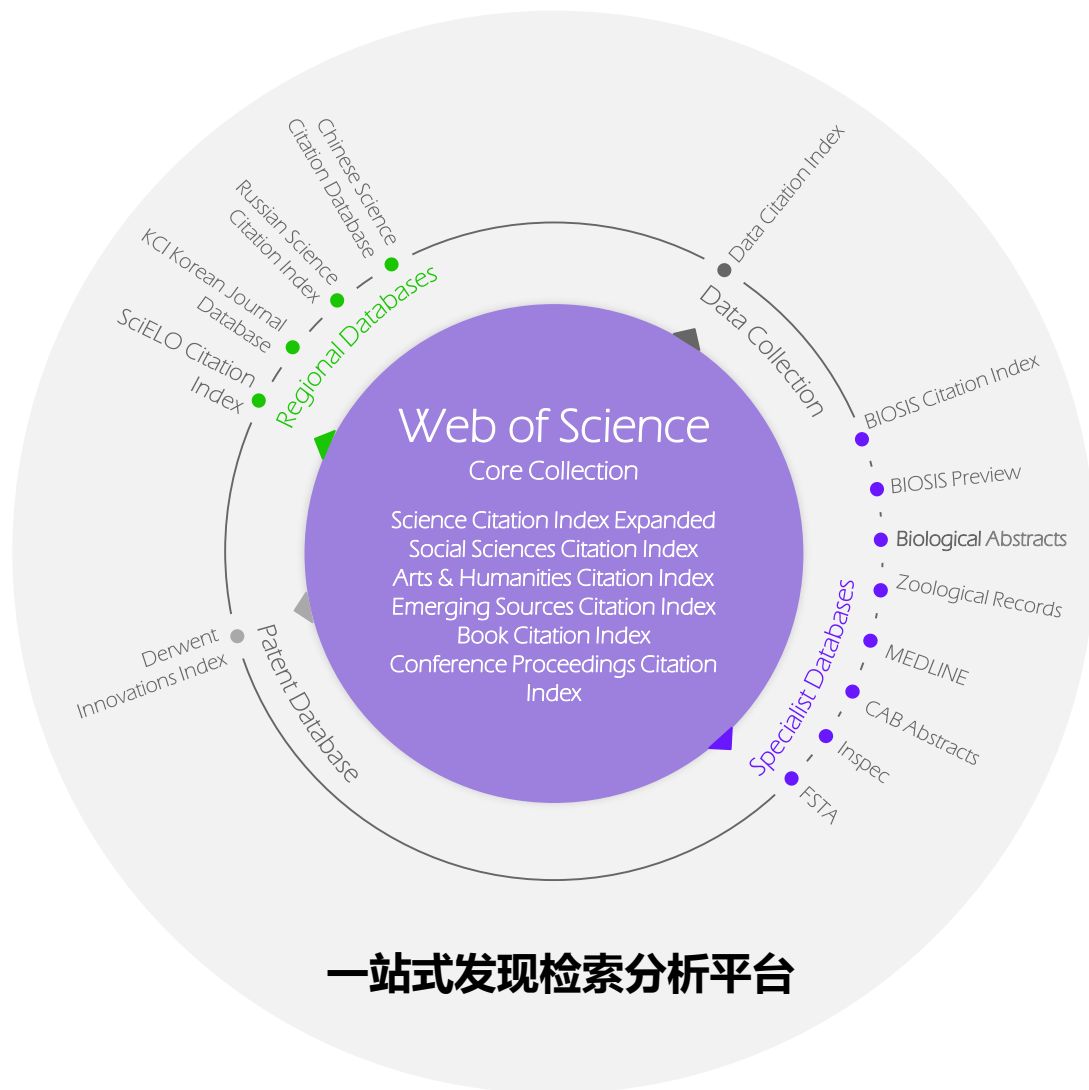 Chinese Science
Citation Database
Russian Science
Citation Index
KCI Korean Journal
Database
SciELO Citation
Index
Regional Databases
Data Citation Index
Data Collection
BIOSIS Citation Index
BIOSIS Preview
Biological Abstracts
Zoological Records
MEDLINE
CAB Abstracts
Inspec
FSTA
Specialist Databases
Web of Science
Core Collection
Science Citation Index Expanded
Social Sciences Citation Index
Arts & Humanities Citation Index
Emerging Sources Citation Index
Book Citation Index
Conference Proceedings Citation
Index
Derwent
Innovations Index
Patent Database
一站式发现检索分析平台